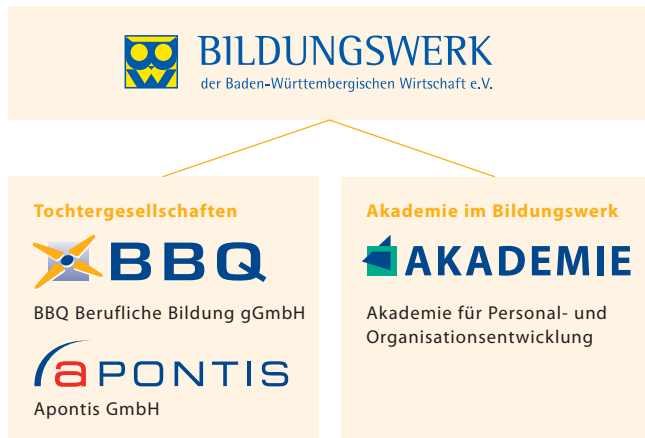 BILDUNGSWERK
der Baden-Württembergischen Wirtschaft e.V.
Tochtergesellschaften
BBQ
BBQ Berufliche Bildung gGmbH
aPONTIS
Apontis GmbH
Akademie im Bildungswerk
AKADEMIE
Akademie für Personal- und
Organisationsentwicklung